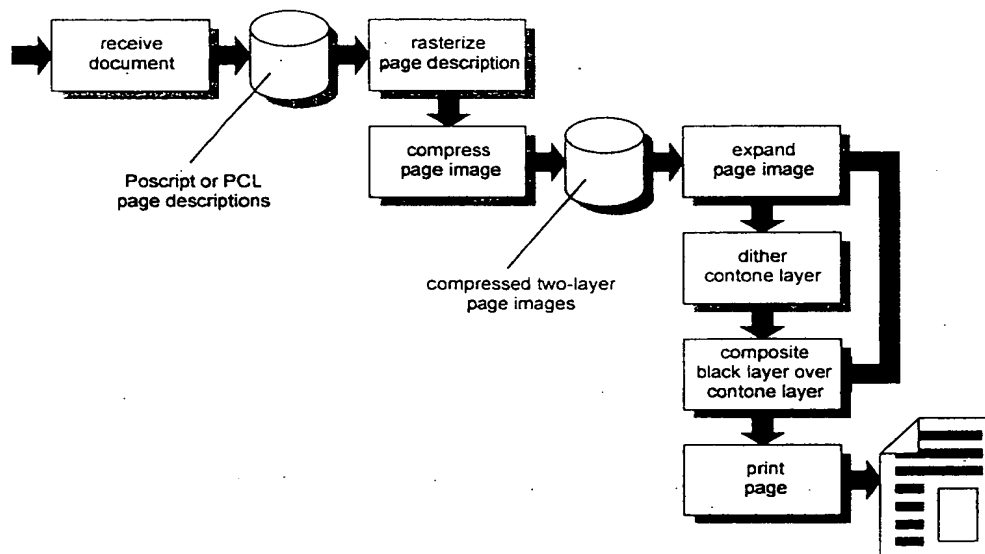 receive
document
rasterize
page description
compress
page image
expand
page image
Poscript or PCL
page descriptions
dither
contone layer
compressed two-layer
page images
composite
black layer over
contone layer
print
page